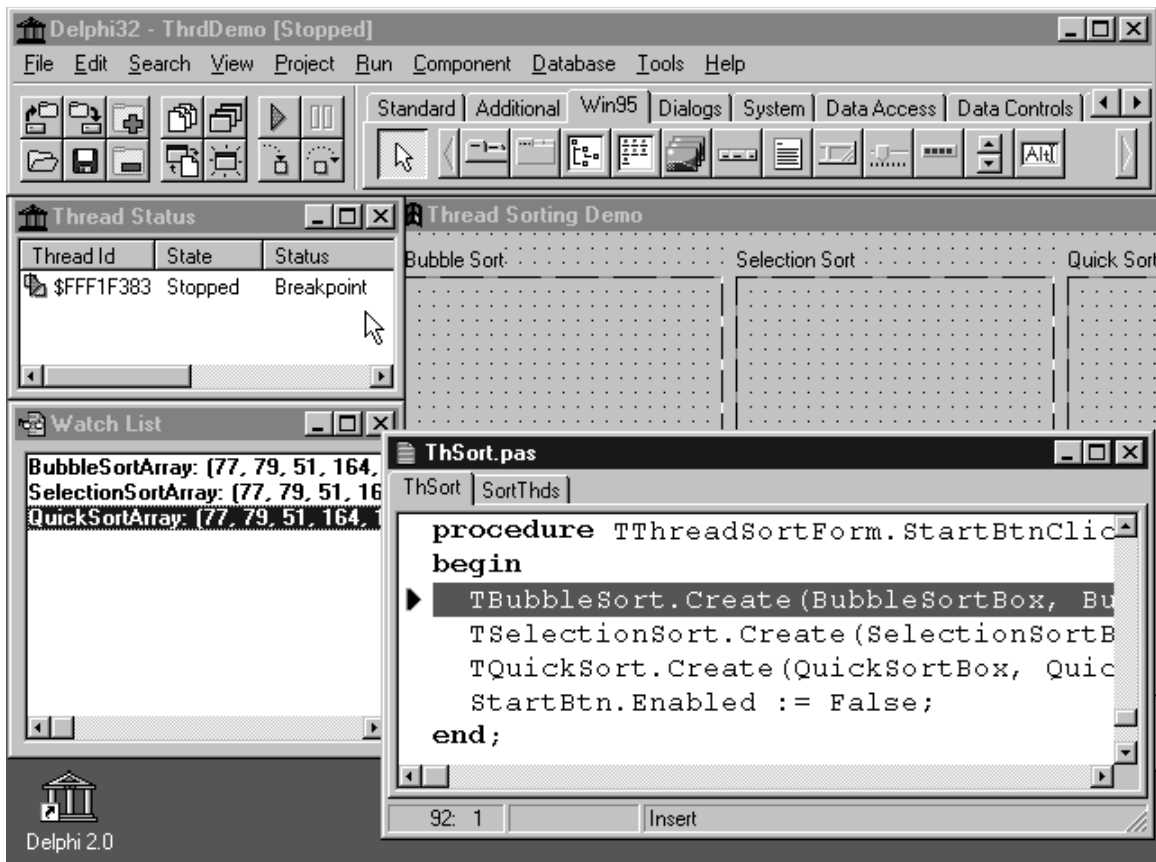 Delphi32 - ThrdDemo [Stopped]
File Edit Search View Project Run Component Database Tools Help
Standard Additional Win95 Dialogs System Data Access Data Controls
Thread Status
Thread Id State Status
$FFF1F383 Stopped Breakpoint
Thread Sorting Demo
Bubble Sort Selection Sort Quick Sort
Watch List
BubbleSortArray: (77, 79, 51, 164,
SelectionSortArray: (77, 79, 51, 16
QuickSortArray: (77, 79, 51, 164,
ThSort.pas
ThSort SortThds
procedure TThreadSortForm.StartBtnClic
begin
TBubbleSort.Create(BubbleSortBox, Bu
TSelectionSort.Create(SelectionSortB
TQuickSort.Create(QuickSortBox, Quic
StartBtn.Enabled := False;
end;
92: 1 Insert
Delphi 2.0